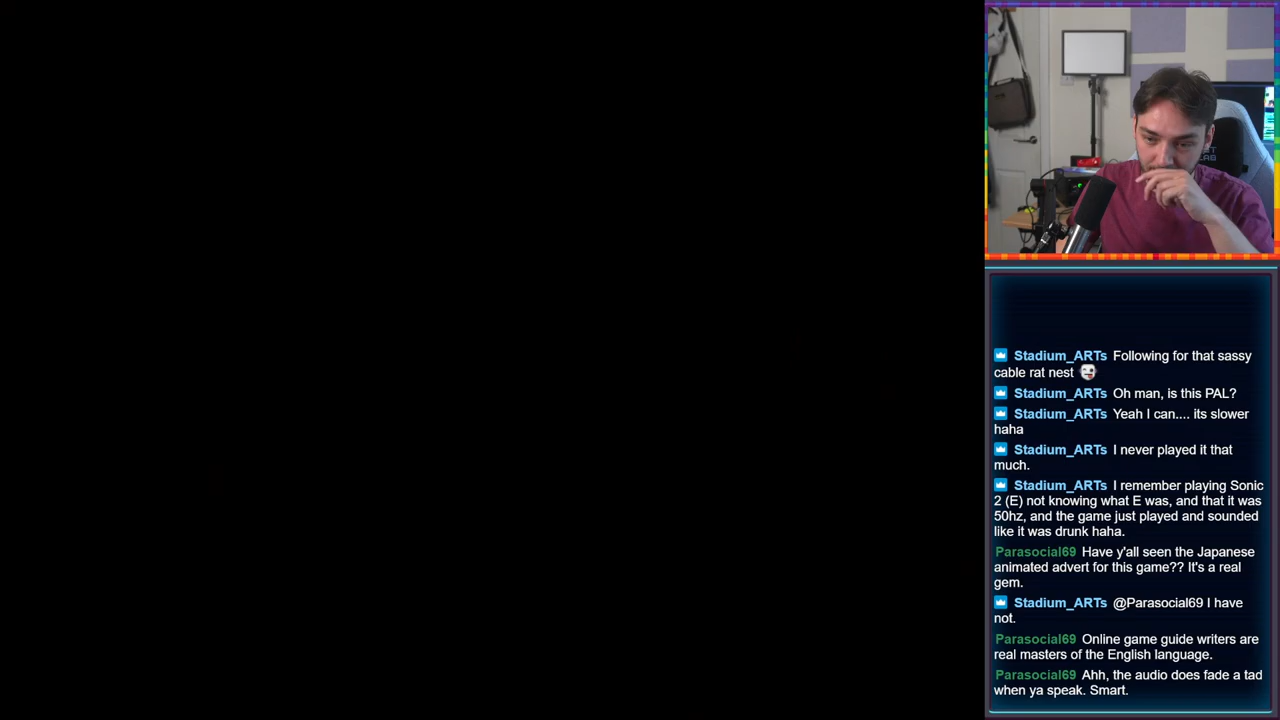 Stadium_ARTs Following for that sassy
cable rat nest
Stadium_ARTs Oh man, is this PAL?
Stadium_ARTs Yeah I can.... its slower
haha
Stadium_ARTs I never played it that
much.
Stadium_ARTs I remember playing Sonic
2 (E) not knowing what E was, and that it was
50hz, and the game just played and sounded
like it was drunk haha.
Parasocial69 Have y'all seen the Japanese
animated advert for this game?? It's a real
gem.
Stadium_ARTs @Parasocial69 I have
not.
Parasocial69 Online game guide writers are
real masters of the English language.
Parasocial69 Ahh, the audio does fade a tad
when ya speak. Smart.